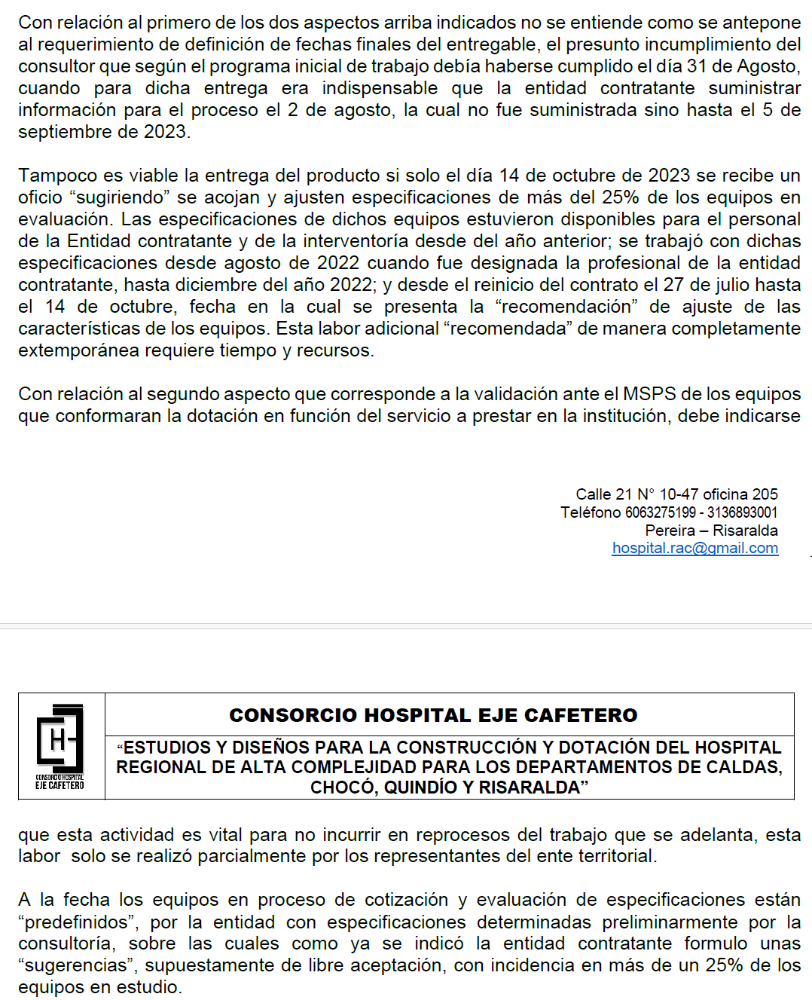 Con relación al primero de los dos aspectos arriba indicados no se entiende como se antepone
al requerimiento de definición de fechas finales del entregable, el presunto incumplimiento del
consultor que según el programa inicial de trabajo debía haberse cumplido el día 31 de Agosto,
cuando para dicha entrega era indispensable que la entidad contratante suministrar
información para el proceso el 2 de agosto, la cual no fue suministrada sino hasta el 5 de
septiembre de 2023.
Tampoco es viable la entrega del producto si solo el día 14 de octubre de 2023 se recibe un
oficio “sugiriendo” se acojan y ajusten especificaciones de más del 25% de los equipos en
evaluación. Las especificaciones de dichos equipos estuvieron disponibles para el personal
de la Entidad contratante y de la interventoría desde del año anterior; se trabajó con dichas
especificaciones desde agosto de 2022 cuando fue designada la profesional de la entidad
contratante, hasta diciembre del año 2022; y desde el reinicio del contrato el 27 de julio hasta
el 14 de octubre, fecha en la cual se presenta la “recomendación” de ajuste de las
características de los equipos. Esta labor adicional “recomendada” de manera completamente
extemporánea requiere tiempo y recursos.
Con relación al segundo aspecto que corresponde a la validación ante el MSPS de los equipos
que conformaran la dotación en función del servicio a prestar en la institución, debe indicarse
Calle 21 N° 10-47 oficina 205
Teléfono 6063275199 - 3136893001
Pereira – Risaralda
hospital.rac@gmail.com
CONSORCIO HOSPITAL
EJE CAFETERO
CONSORCIO HOSPITAL EJE CAFETERO
“ESTUDIOS Y DISEÑOS PARA LA CONSTRUCCIÓN Y DOTACIÓN DEL HOSPITAL
REGIONAL DE ALTA COMPLEJIDAD PARA LOS DEPARTAMENTOS DE CALDAS,
CHOCÓ, QUINDÍO Y RISARALDA”
que esta actividad es vital para no incurrir en reprocesos del trabajo que se adelanta, esta
labor  solo se realizó parcialmente por los representantes del ente territorial.
A la fecha los equipos en proceso de cotización y evaluación de especificaciones están
“predefinidos”, por la entidad con especificaciones determinadas preliminarmente por la
consultoría, sobre las cuales como ya se indicó la entidad contratante formulo unas
“sugerencias”, supuestamente de libre aceptación, con incidencia en más de un 25% de los
equipos en estudio.